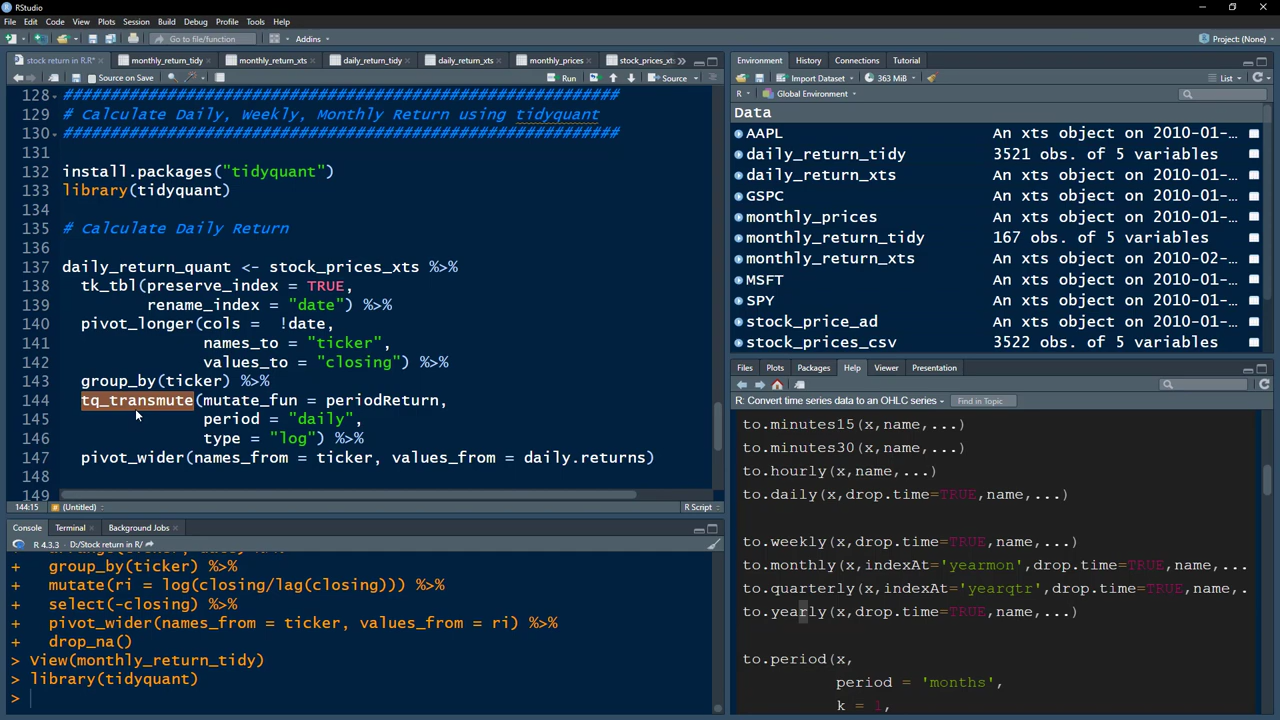 RStudio
File Edit Code View Plots Session Build Debug Profile Tools Help
Go to file/function Addins Project: (None)
stock return in R.R* monthly_return_tidy monthly_return_xts daily_return_tidy daily_return_xts monthly_prices stock_prices_xts
Source on Save Run Source
128 ###########################################################
129 # Calculate Daily, Weekly, Monthly Return using tidyquant
130 ###########################################################
131
132 install.packages("tidyquant")
133 library(tidyquant)
134
135 # Calculate Daily Return
136
137 daily_return_quant <- stock_prices_xts %>%
138 tk_tbl(preserve_index = TRUE,
139 rename_index = "date") %>%
140 pivot_longer(cols = !date,
141 names_to = "ticker",
142 values_to = "closing") %>%
143 group_by(ticker) %>%
144 tq_transmute(mutate_fun = periodReturn,
145 period = "daily",
146 type = "log") %>%
147 pivot_wider(names_from = ticker, values_from = daily.returns)
148
149
144:15 (Untitled) R Script
Console Terminal Background Jobs
R 4.3.3 · D:/Stock return in R/
+ group_by(ticker) %>%
+ mutate(ri = log(closing/lag(closing))) %>%
+ select(-closing) %>%
+ pivot_wider(names_from = ticker, values_from = ri) %>%
+ drop_na()
> View(monthly_return_tidy)
> library(tidyquant)
>
Environment History Connections Tutorial
Import Dataset 363 MiB List
R Global Environment
Data
AAPL An xts object on 2010-01-…
daily_return_tidy 3521 obs. of 5 variables
daily_return_xts An xts object on 2010-01-…
GSPC An xts object on 2010-01-…
monthly_prices An xts object on 2010-01-…
monthly_return_tidy 167 obs. of 5 variables
monthly_return_xts An xts object on 2010-02-…
MSFT An xts object on 2010-01-…
SPY An xts object on 2010-01-…
stock_price_ad An xts object on 2010-01-…
stock_prices_csv 3522 obs. of 5 variables
Files Plots Packages Help Viewer Presentation
R: Convert time series data to an OHLC series Find in Topic
to.minutes15(x,name,...)
to.minutes30(x,name,...)
to.hourly(x,name,...)
to.daily(x,drop.time=TRUE,name,...)
to.weekly(x,drop.time=TRUE,name,...)
to.monthly(x,indexAt='yearmon',drop.time=TRUE,name,...
to.quarterly(x,indexAt='yearqtr',drop.time=TRUE,name,.
to.yearly(x,drop.time=TRUE,name,...)
to.period(x,
period = 'months',
k = 1,